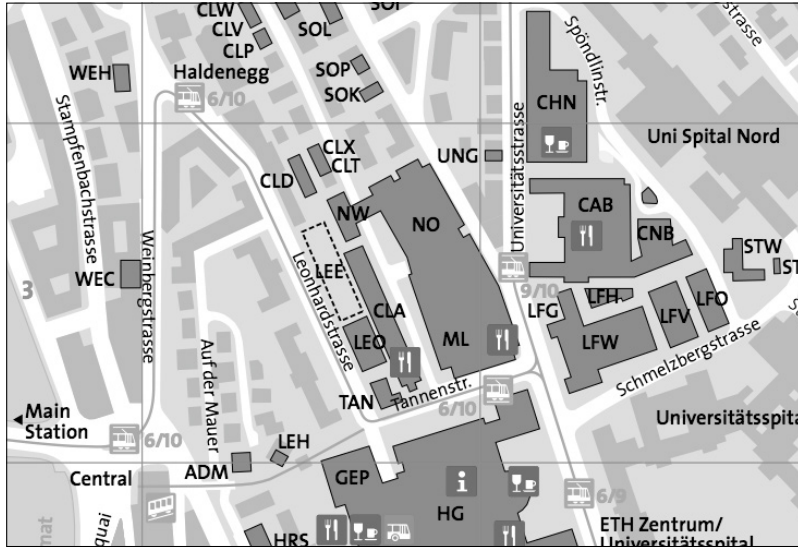 CLW
CLV
CLP
SOL
SOP
SOK
WEH
Haldenegg
6/10
CHN
Spöndlinstr.
Stampfenbachstrasse
Universitätsstrasse
Uni Spital Nord
UNG
CLX
CLT
CLD
NW
NO
CAB
CNB
STW
WEC
3
Weinbergstrasse
LEE
Leonhardstrasse
CLA
9/10
LFG
LFH
LFO
LFV
LFW
LEO
ML
Auf der Mauer
Schmelzbergstrasse
TAN
Tannenstr.
6/10
Main
Station
6/10
LEH
ADM
Central
GEP
HG
6/9
HRS
ETH Zentrum/
Universitätsspital